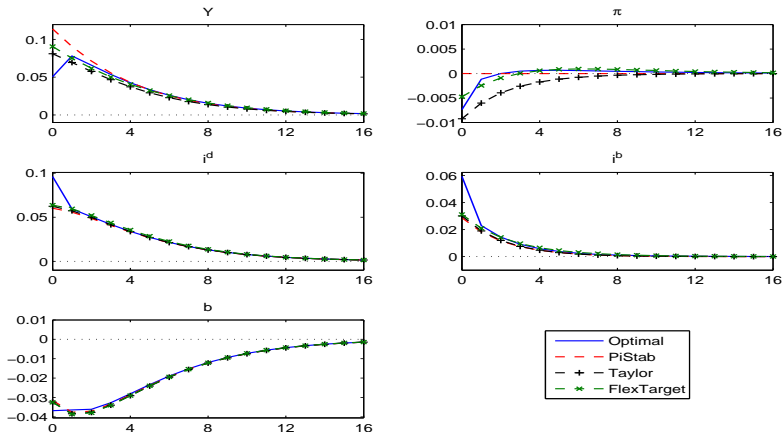 Y
0.1
0.05
0
0 4 8 12 16
π
0.01
0.005
0
−0.005
−0.01
0 4 8 12 16
i^d
0.1
0.05
0
0 4 8 12 16
i^b
0.06
0.04
0.02
0
0 4 8 12 16
b
0.01
0
−0.01
−0.02
−0.03
−0.04
0 4 8 12 16
Optimal
PiStab
Taylor
FlexTarget